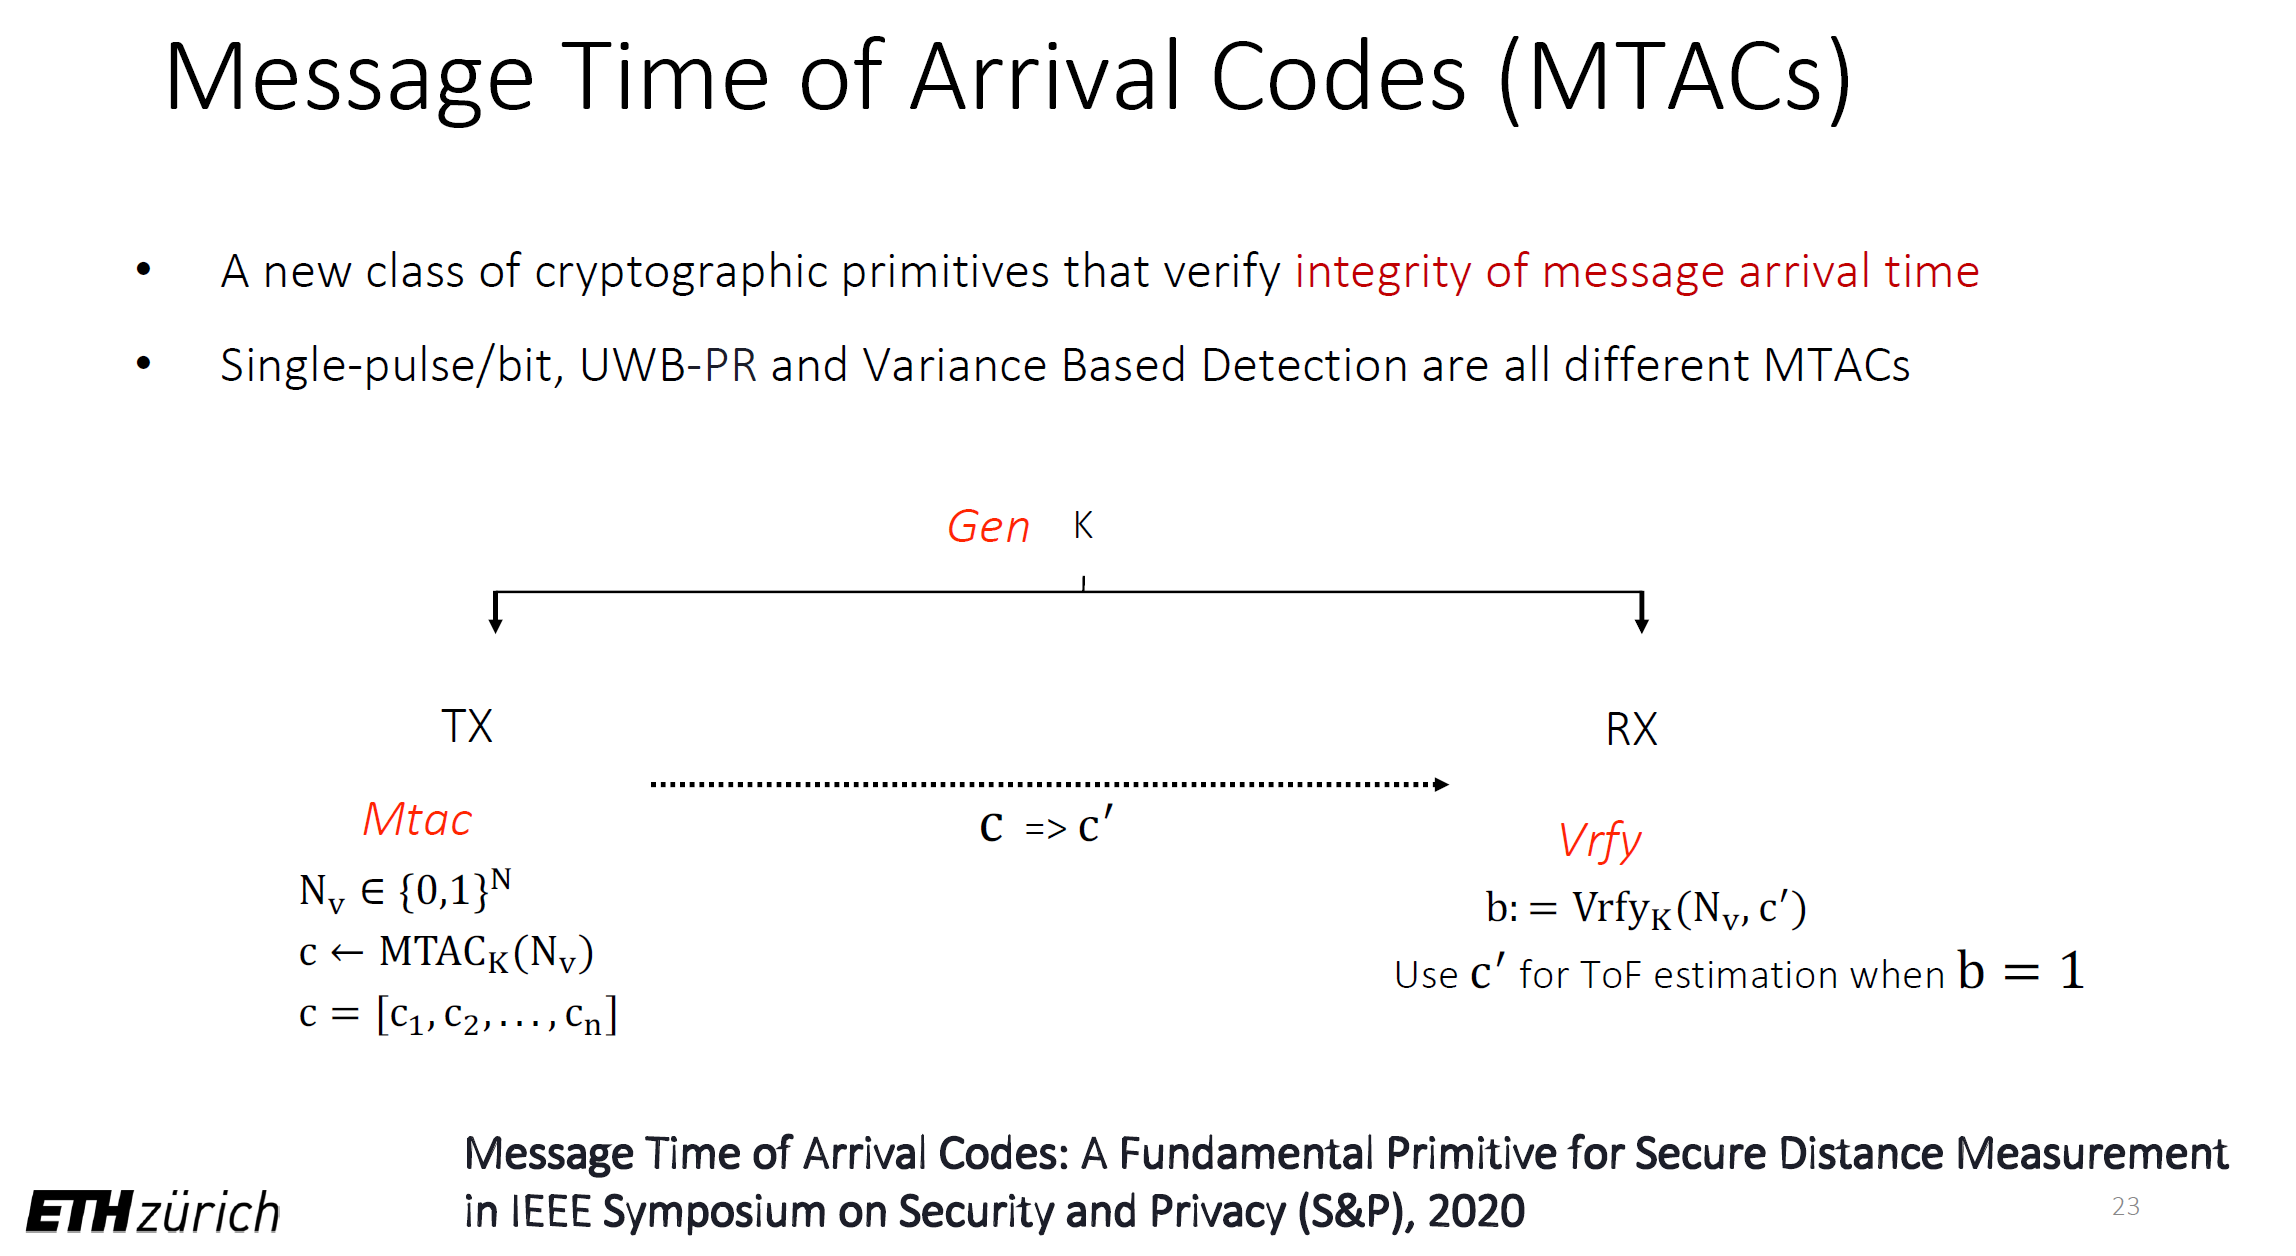 Message Time of Arrival Codes (MTACs)
• A new class of cryptographic primitives that verify integrity of message arrival time
• Single-pulse/bit, UWB-PR and Variance Based Detection are all different MTACs
Gen K
TX
RX
c => c′
Mtac
N_v ∈ {0,1}^N
c ← MTAC_K(N_v)
c = [c_1, c_2, ..., c_n]
Vrfy
b: = Vrfy_K(N_v, c′)
Use c′ for ToF estimation when b = 1
Message Time of Arrival Codes: A Fundamental Primitive for Secure Distance Measurement
in IEEE Symposium on Security and Privacy (S&P), 2020
ETH zürich
23